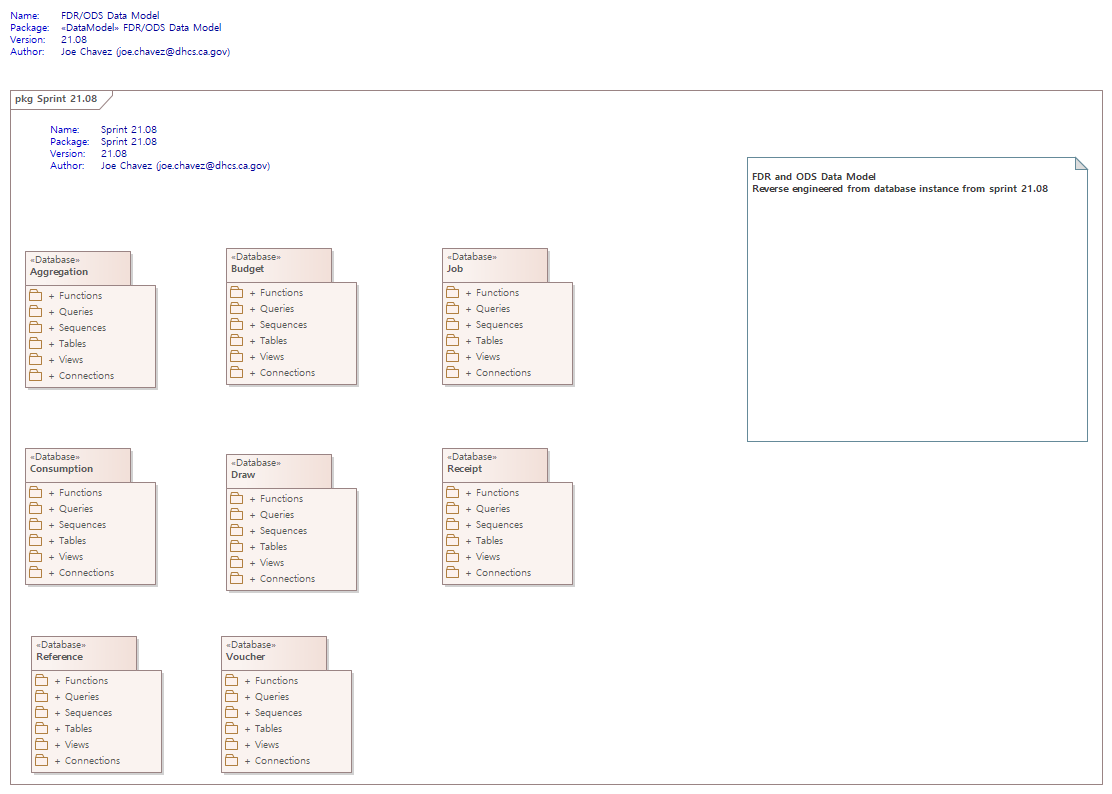 Name: FDR/ODS Data Model
Package: «DataModel» FDR/ODS Data Model
Version: 21.08
Author: Joe Chavez (joe.chavez@dhcs.ca.gov)
pkg Sprint 21.08
Name: Sprint 21.08
Package: Sprint 21.08
Version: 21.08
Author: Joe Chavez (joe.chavez@dhcs.ca.gov)
FDR and ODS Data Model
Reverse engineered from database instance from sprint 21.08
«Database»
Aggregation
+ Functions
+ Queries
+ Sequences
+ Tables
+ Views
+ Connections
«Database»
Budget
+ Functions
+ Queries
+ Sequences
+ Tables
+ Views
+ Connections
«Database»
Job
+ Functions
+ Queries
+ Sequences
+ Tables
+ Views
+ Connections
«Database»
Consumption
+ Functions
+ Queries
+ Sequences
+ Tables
+ Views
+ Connections
«Database»
Draw
+ Functions
+ Queries
+ Sequences
+ Tables
+ Views
+ Connections
«Database»
Receipt
+ Functions
+ Queries
+ Sequences
+ Tables
+ Views
+ Connections
«Database»
Reference
+ Functions
+ Queries
+ Sequences
+ Tables
+ Views
+ Connections
«Database»
Voucher
+ Functions
+ Queries
+ Sequences
+ Tables
+ Views
+ Connections